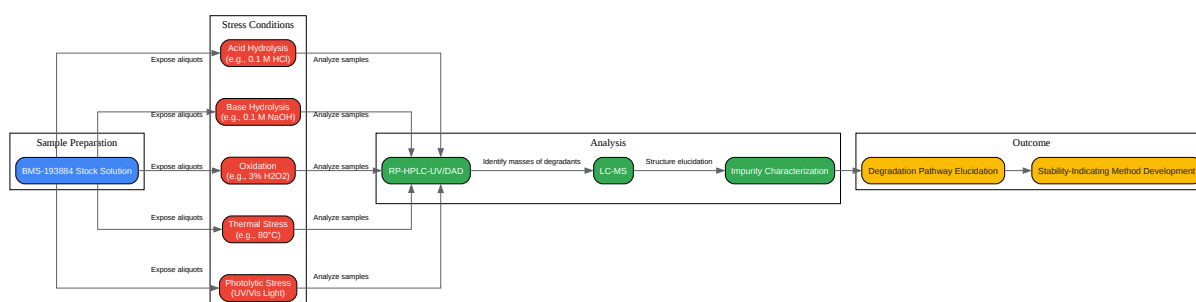 Stress Conditions
Acid Hydrolysis
(e.g., 0.1 M HCl)
Expose aliquots
Analyze samples
Base Hydrolysis
(e.g., 0.1 M NaOH)
Expose aliquots
Analyze samples
Sample Preparation
Analysis
Outcome
BMS-193884 Stock Solution
Expose aliquots
Oxidation
(e.g., 3% H2O2)
Analyze samples
RP-HPLC-UV/DAD
Identify masses of degradants
LC-MS
Structure elucidation
Impurity Characterization
Degradation Pathway Elucidation
Stability-Indicating Method Development
Expose aliquots
Thermal Stress
(e.g., 80°C)
Analyze samples
Expose aliquots
Photolytic Stress
(UV/Vis Light)
Analyze samples